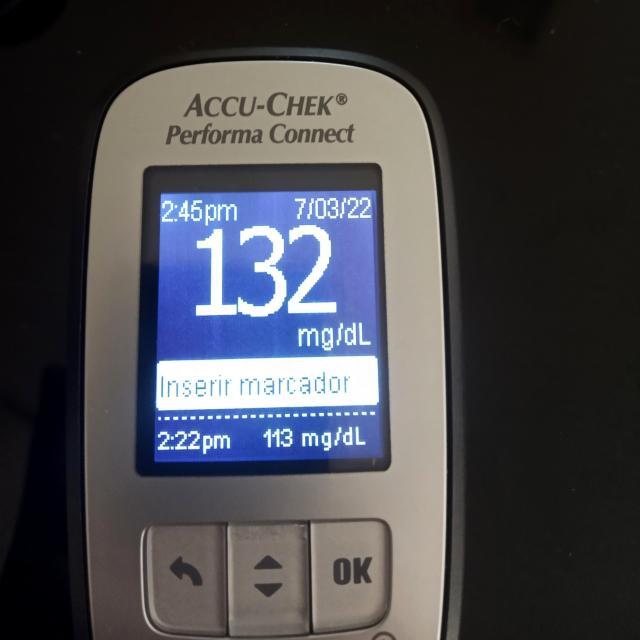 ACCU-CHEK®
Performa Connect
2:45pm 7/03/22
132
mg/dL
Inserir marcador
2:22pm 113 mg/dL
OK